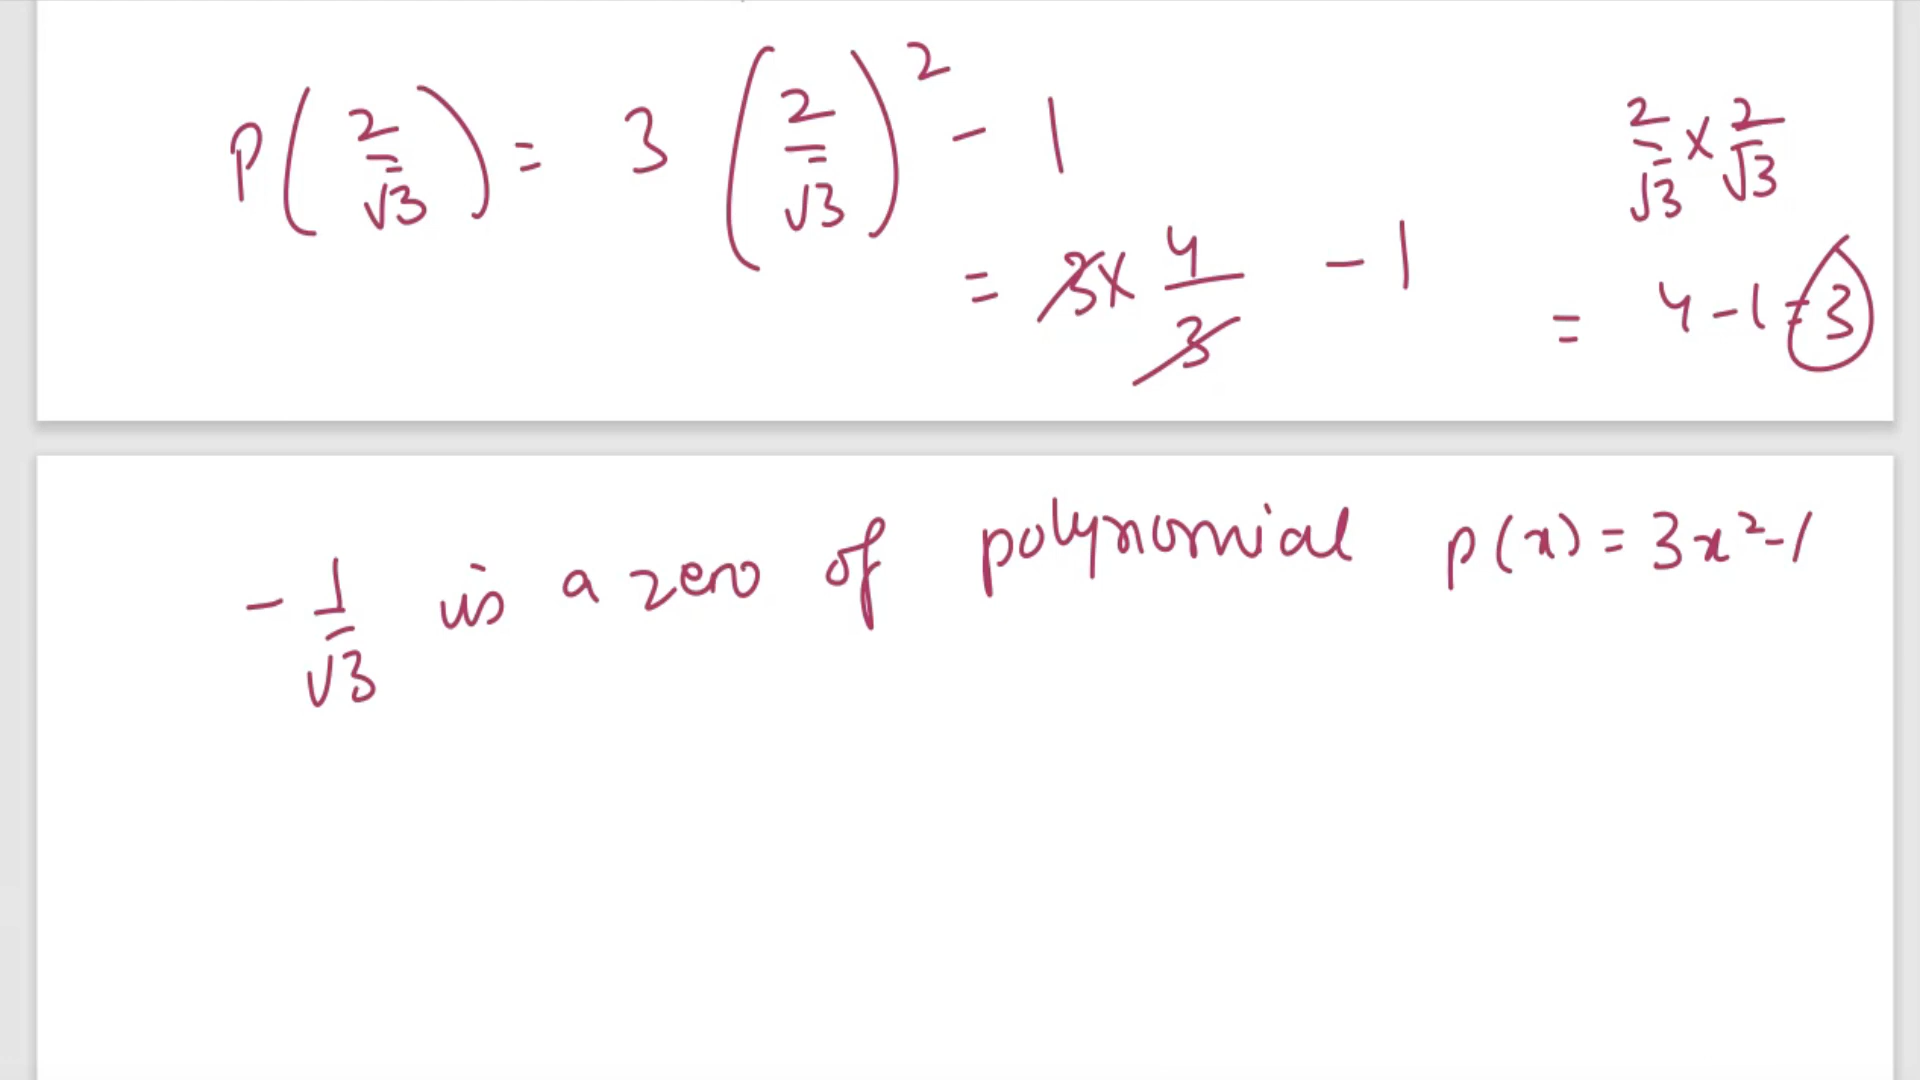 P(2/√3) = 3(2/√3)² - 1
2/√3 × 2/√3
= 3 × 4/3 - 1 = 4 - 1 = 3
- 1/√3 is a zero of polynomial p(x) = 3x² - 1